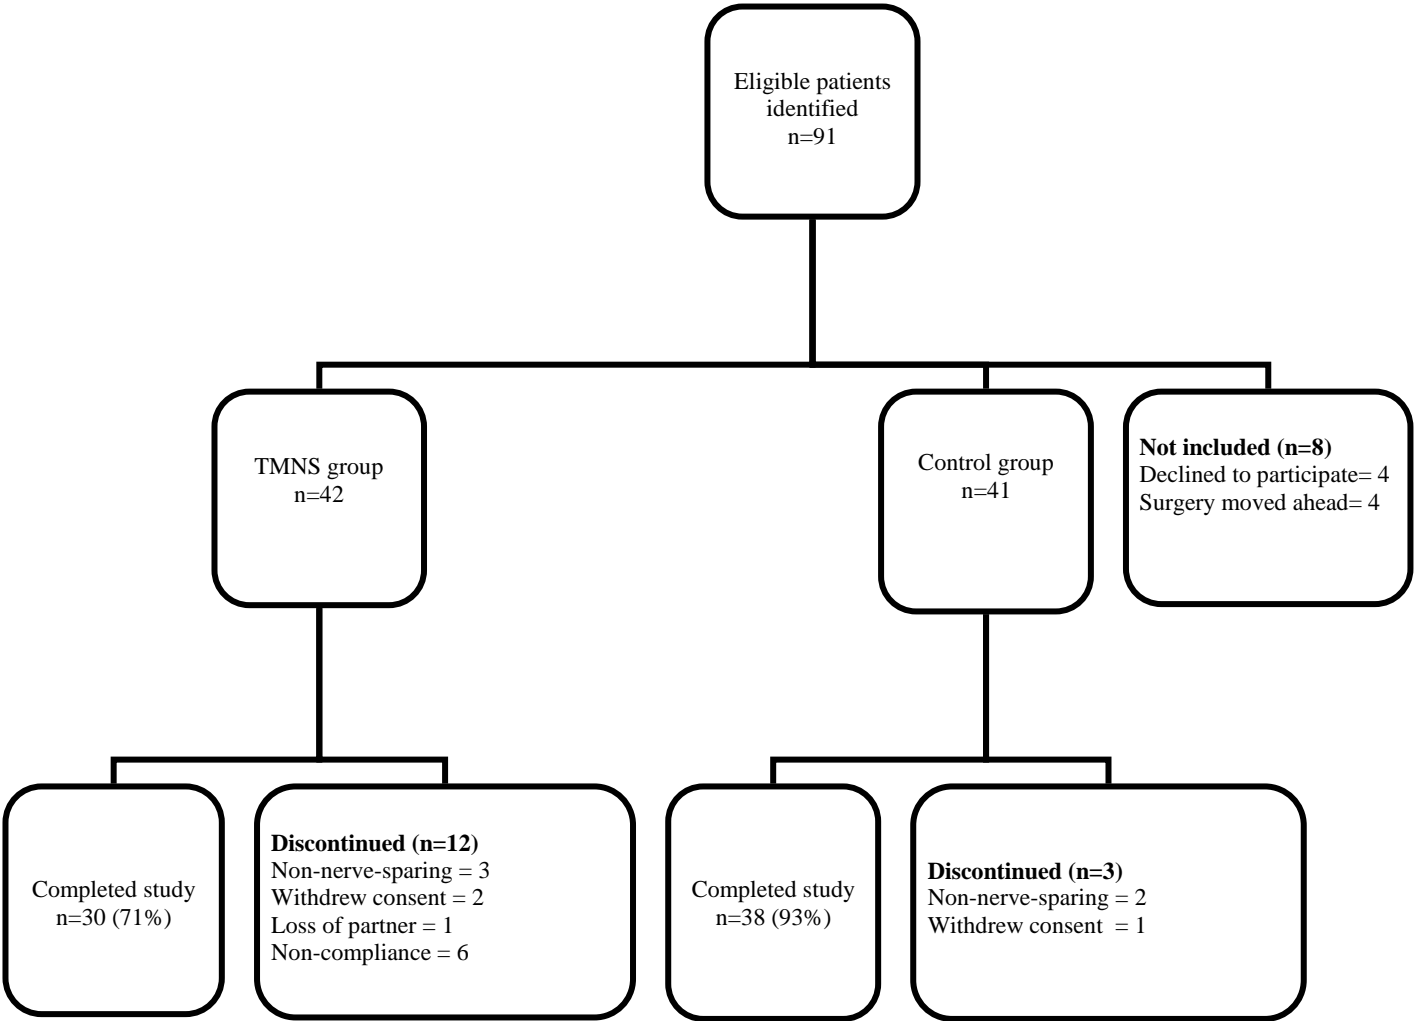 Eligible patients
identified
n=91
TMNS group
n=42
Control group
n=41
Not included (n=8)
Declined to participate= 4
Surgery moved ahead= 4
Completed study
n=30 (71%)
Discontinued (n=12)
Non-nerve-sparing = 3
Withdrew consent = 2
Loss of partner = 1
Non-compliance = 6
Completed study
n=38 (93%)
Discontinued (n=3)
Non-nerve-sparing = 2
Withdrew consent  = 1